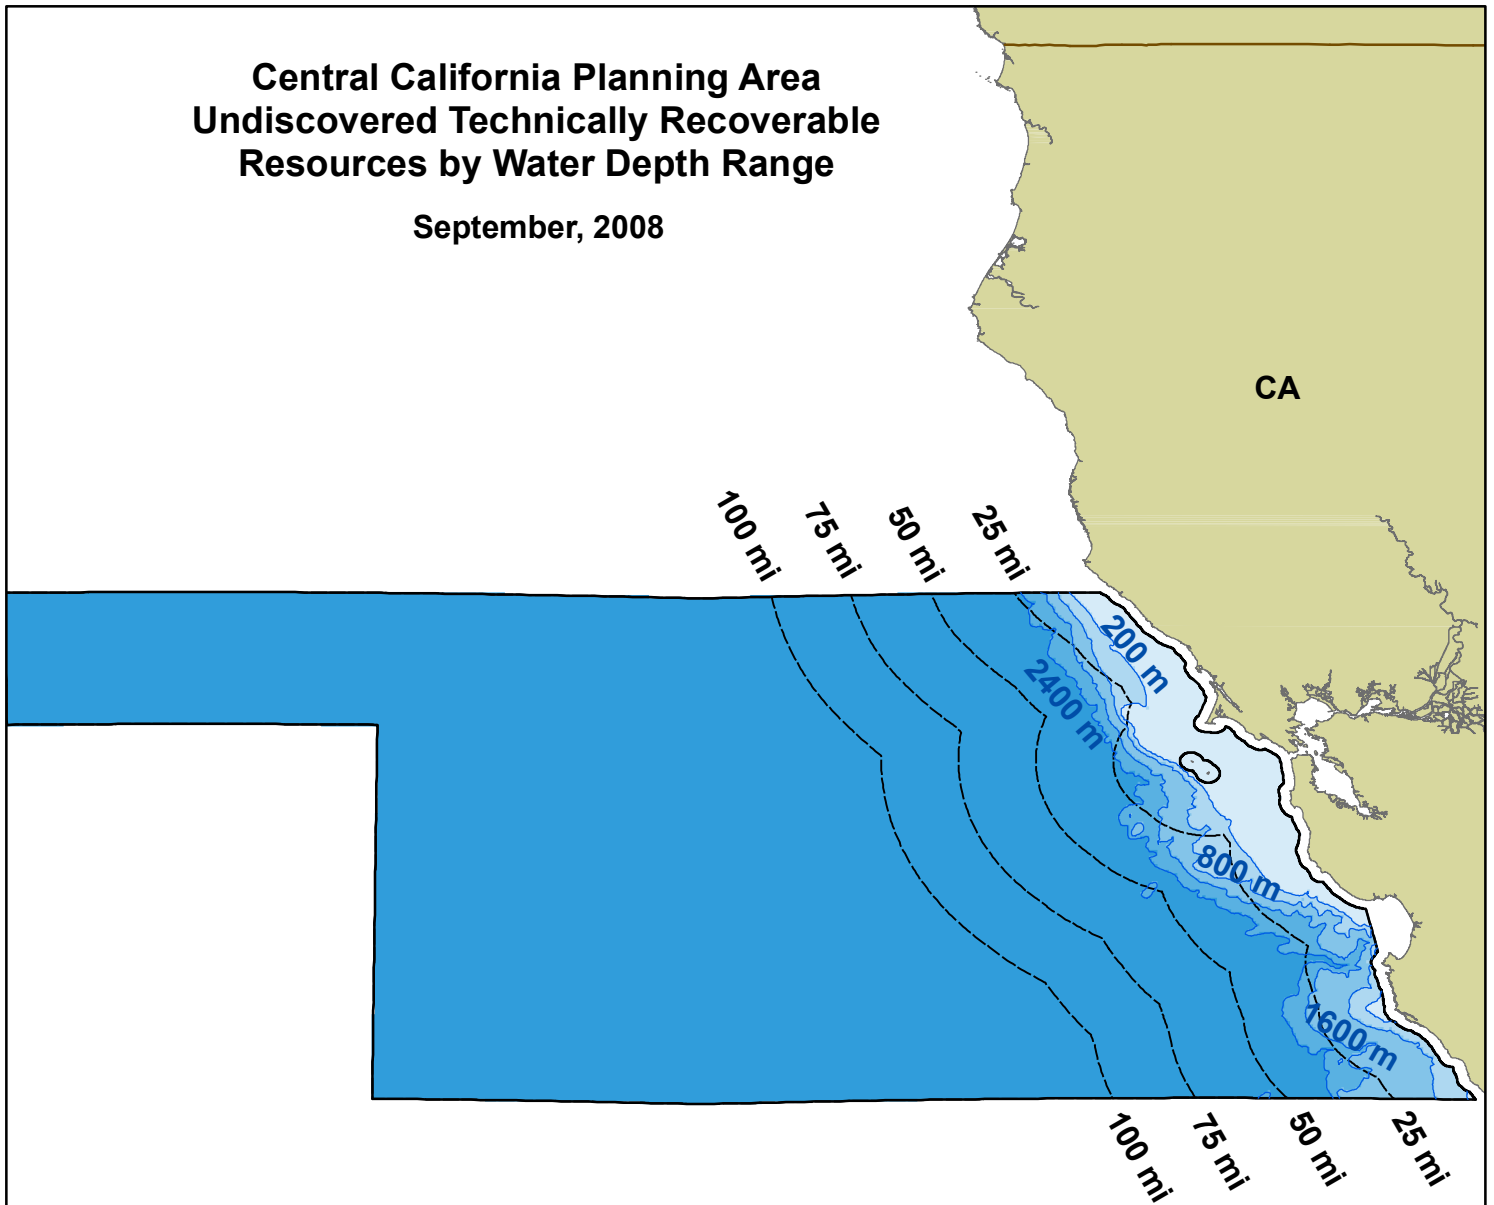 Central California Planning Area
Undiscovered Technically Recoverable
Resources by Water Depth Range
September, 2008
CA
100 mi
75 mi
50 mi
25 mi
200 m
2400 m
800 m
1600 m
100 mi
75 mi
50 mi
25 mi